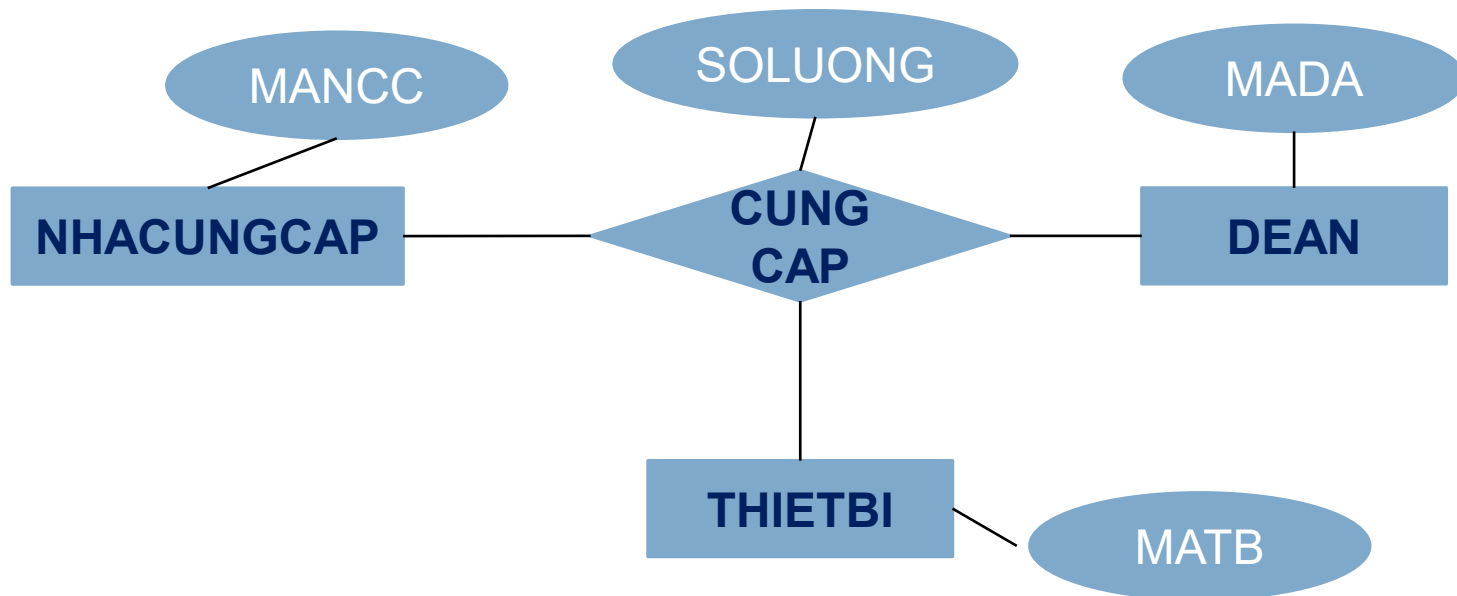 MANCC
SOLUONG
MADA
NHACUNGCAP
CUNG
CAP
DEAN
THIETBI
MATB